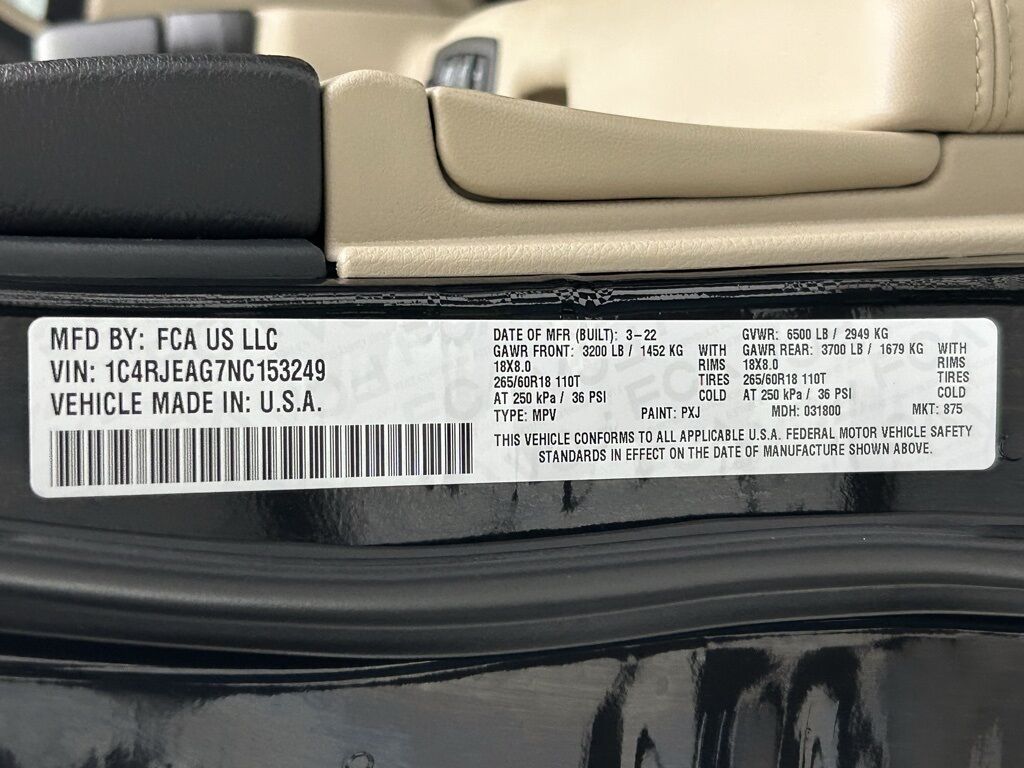 MFD BY: FCA US LLC
VIN: 1C4RJEAG7NC153249
VEHICLE MADE IN: U.S.A.
DATE OF MFR (BUILT): 3-22
GAWR FRONT: 3200 LB / 1452 KG WITH
18X8.0 RIMS
265/60R18 110T TIRES
AT 250 kPa / 36 PSI COLD
TYPE: MPV PAINT: PXJ
GVWR: 6500 LB / 2949 KG
GAWR REAR: 3700 LB / 1679 KG WITH
18X8.0 RIMS
265/60R18 110T TIRES
AT 250 kPa / 36 PSI COLD
MDH: 031800 MKT: 875
THIS VEHICLE CONFORMS TO ALL APPLICABLE U.S.A. FEDERAL MOTOR VEHICLE SAFETY
STANDARDS IN EFFECT ON THE DATE OF MANUFACTURE SHOWN ABOVE.